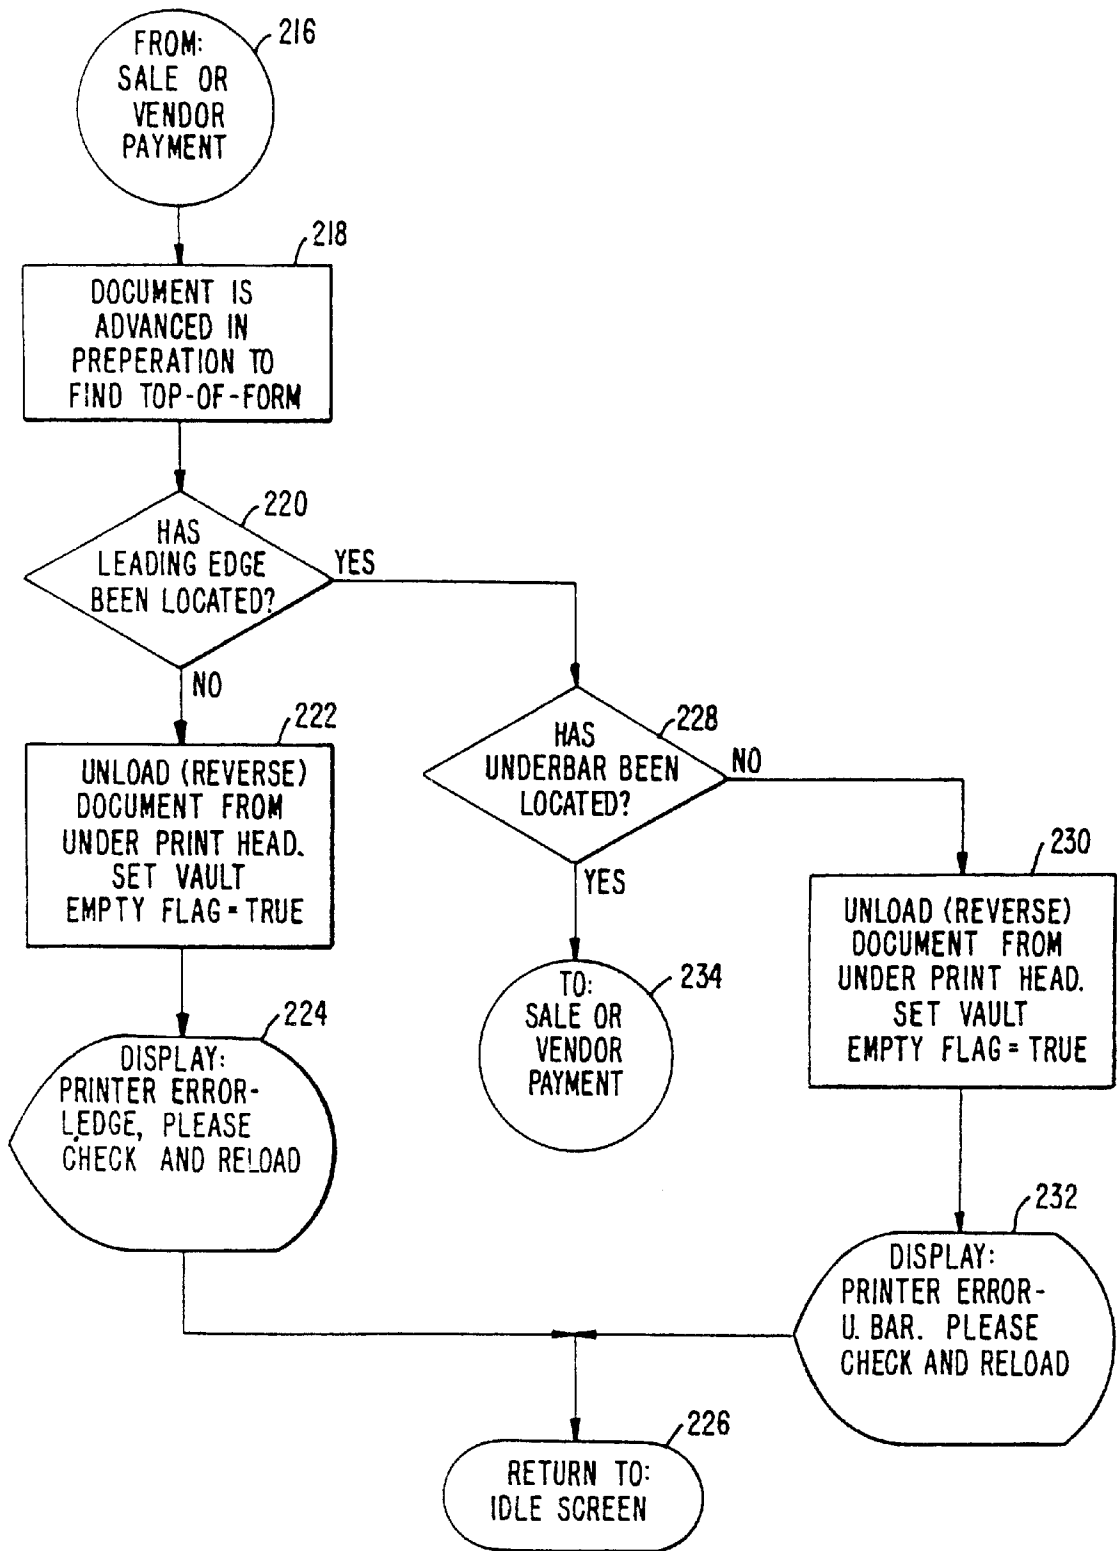 FROM:
SALE OR
VENDOR
PAYMENT
216
218
DOCUMENT IS
ADVANCED IN
PREPERATION TO
FIND TOP-OF-FORM
220
HAS
LEADING EDGE
BEEN LOCATED?
YES
NO
222
UNLOAD (REVERSE)
DOCUMENT FROM
UNDER PRINT HEAD.
SET VAULT
EMPTY FLAG = TRUE
224
DISPLAY:
PRINTER ERROR-
L.EDGE, PLEASE
CHECK AND RELOAD
228
HAS
UNDERBAR BEEN
LOCATED?
NO
YES
234
TO:
SALE OR
VENDOR
PAYMENT
230
UNLOAD (REVERSE)
DOCUMENT FROM
UNDER PRINT HEAD.
SET VAULT
EMPTY FLAG = TRUE
232
DISPLAY:
PRINTER ERROR-
U. BAR. PLEASE
CHECK AND RELOAD
226
RETURN TO:
IDLE SCREEN